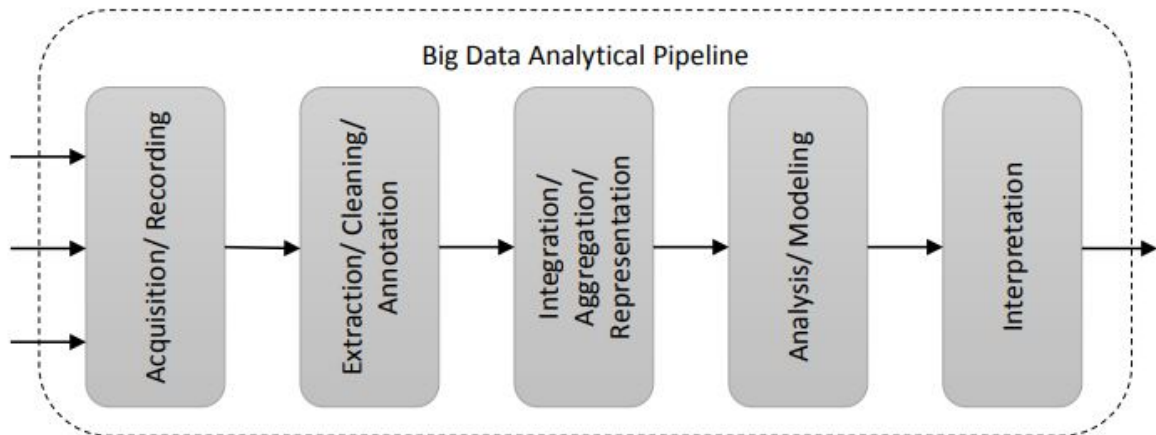 Big Data Analytical Pipeline
Acquisition/ Recording
Extraction/ Cleaning/
Annotation
Integration/
Aggregation/
Representation
Analysis/ Modeling
Interpretation